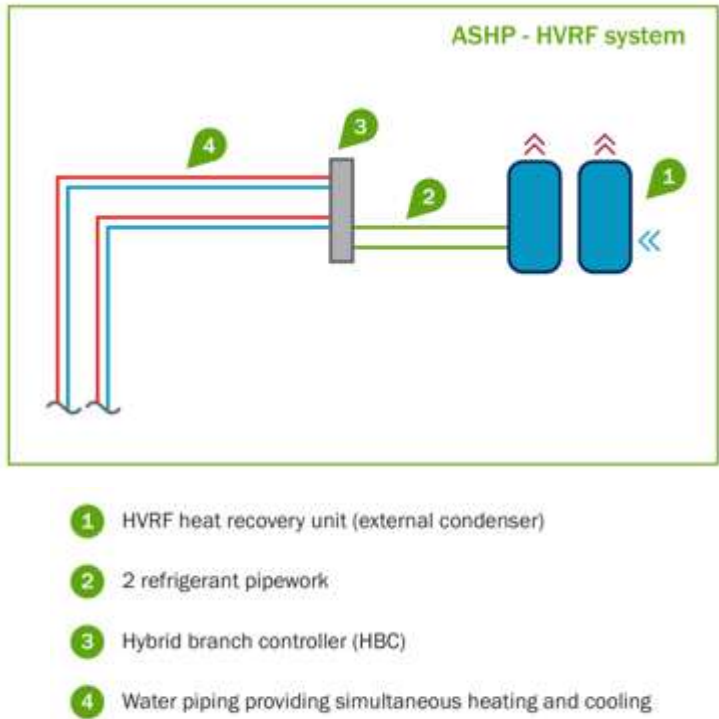 ASHP - HVRF system
3
4
1
2
1 HVRF heat recovery unit (external condenser)
2 2 refrigerant pipework
3 Hybrid branch controller (HBC)
4 Water piping providing simultaneous heating and cooling